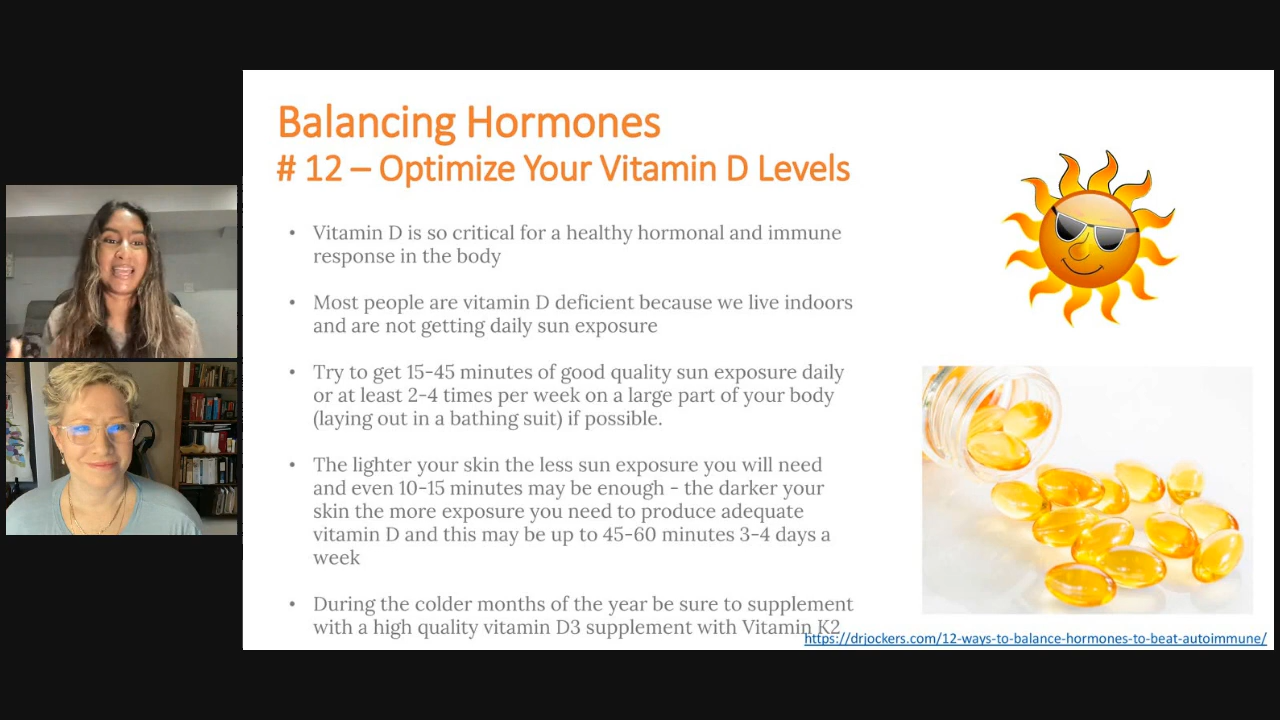 Balancing Hormones
# 12 – Optimize Your Vitamin D Levels
• Vitamin D is so critical for a healthy hormonal and immune
response in the body
• Most people are vitamin D deficient because we live indoors
and are not getting daily sun exposure
• Try to get 15-45 minutes of good quality sun exposure daily
or at least 2-4 times per week on a large part of your body
(laying out in a bathing suit) if possible.
• The lighter your skin the less sun exposure you will need
and even 10-15 minutes may be enough - the darker your
skin the more exposure you need to produce adequate
vitamin D and this may be up to 45-60 minutes 3-4 days a
week
• During the colder months of the year be sure to supplement
with a high quality vitamin D3 supplement with Vitamin K2
https://drjockers.com/12-ways-to-balance-hormones-to-beat-autoimmune/